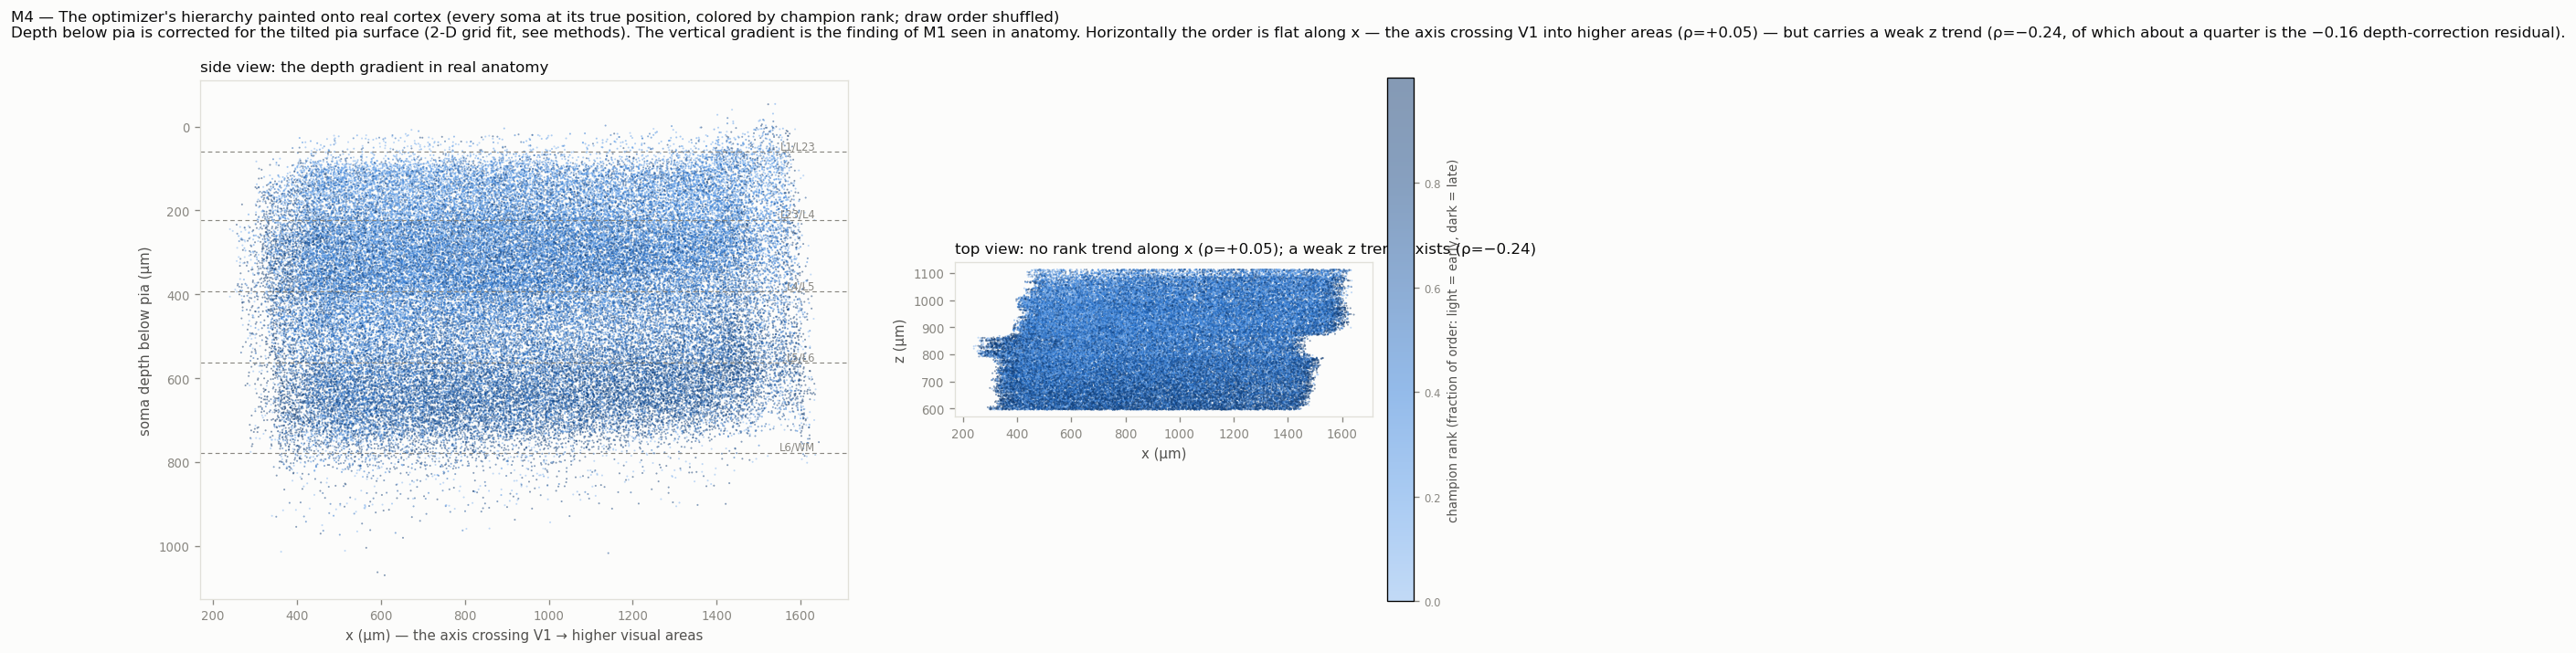 M4 — The optimizer's hierarchy painted onto real cortex (every soma at its true position, colored by champion rank; draw order shuffled)
Depth below pia is corrected for the tilted pia surface (2-D grid fit, see methods). The vertical gradient is the finding of M1 seen in anatomy. Horizontally the order is flat along x — the axis crossing V1 into higher areas (ρ=+0.05) — but carries a weak z trend (ρ=−0.24, of which about a quarter is the −0.16 depth-correction residual).
side view: the depth gradient in real anatomy
soma depth below pia (μm)
0
200
400
600
800
1000
L1/L23
L23/L4
L4/L5
L5/L6
L6/WM
200 400 600 800 1000 1200 1400 1600
x (μm) — the axis crossing V1 → higher visual areas
top view: no rank trend along x (ρ=+0.05); a weak z trend exists (ρ=−0.24)
z (μm)
1100
1000
900
800
700
600
200 400 600 800 1000 1200 1400 1600
x (μm)
0.8
0.6
0.4
0.2
0.0
champion rank (fraction of order: light = early, dark = late)